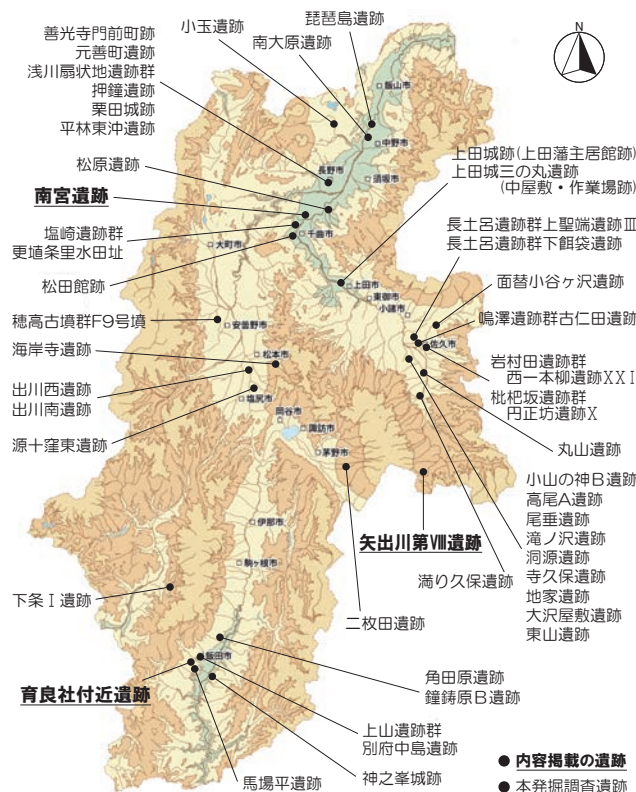 善光寺門前町跡
元善町遺跡
浅川扇状地遺跡群
押鐘遺跡
栗田城跡
平林東沖遺跡
小玉遺跡
琵琶島遺跡
南大原遺跡
N
飯山市
中野市
長野市
須坂市
松原遺跡
南宮遺跡
塩崎遺跡群
更埴条里水田址
松田館跡
千曲市
大町市
上田城跡(上田藩主居館跡)
上田城三の丸遺跡
(中屋敷・作業場跡)
上田市
東御市
小諸市
長土呂遺跡群上聖端遺跡Ⅲ
長土呂遺跡群下餌袋遺跡
面替小谷ヶ沢遺跡
鳴澤遺跡群古仁田遺跡
佐久市
岩村田遺跡群
西一本柳遺跡XXⅠ
枇杷坂遺跡群
円正坊遺跡Ⅹ
丸山遺跡
穂高古墳群F9号墳
安曇野市
海岸寺遺跡
松本市
出川西遺跡
出川南遺跡
塩尻市
源十窪東遺跡
岡谷市
諏訪市
茅野市
小山の神B遺跡
高尾A遺跡
尾垂遺跡
滝ノ沢遺跡
洞源遺跡
寺久保遺跡
地家遺跡
大沢屋敷遺跡
東山遺跡
矢出川第Ⅷ遺跡
満り久保遺跡
二枚田遺跡
伊那市
駒ヶ根市
下条Ⅰ遺跡
飯田市
育良社付近遺跡
角田原遺跡
鐘鋳原B遺跡
上山遺跡群
別府中島遺跡
神之峯城跡
馬場平遺跡
●内容掲載の遺跡
●本発掘調査遺跡